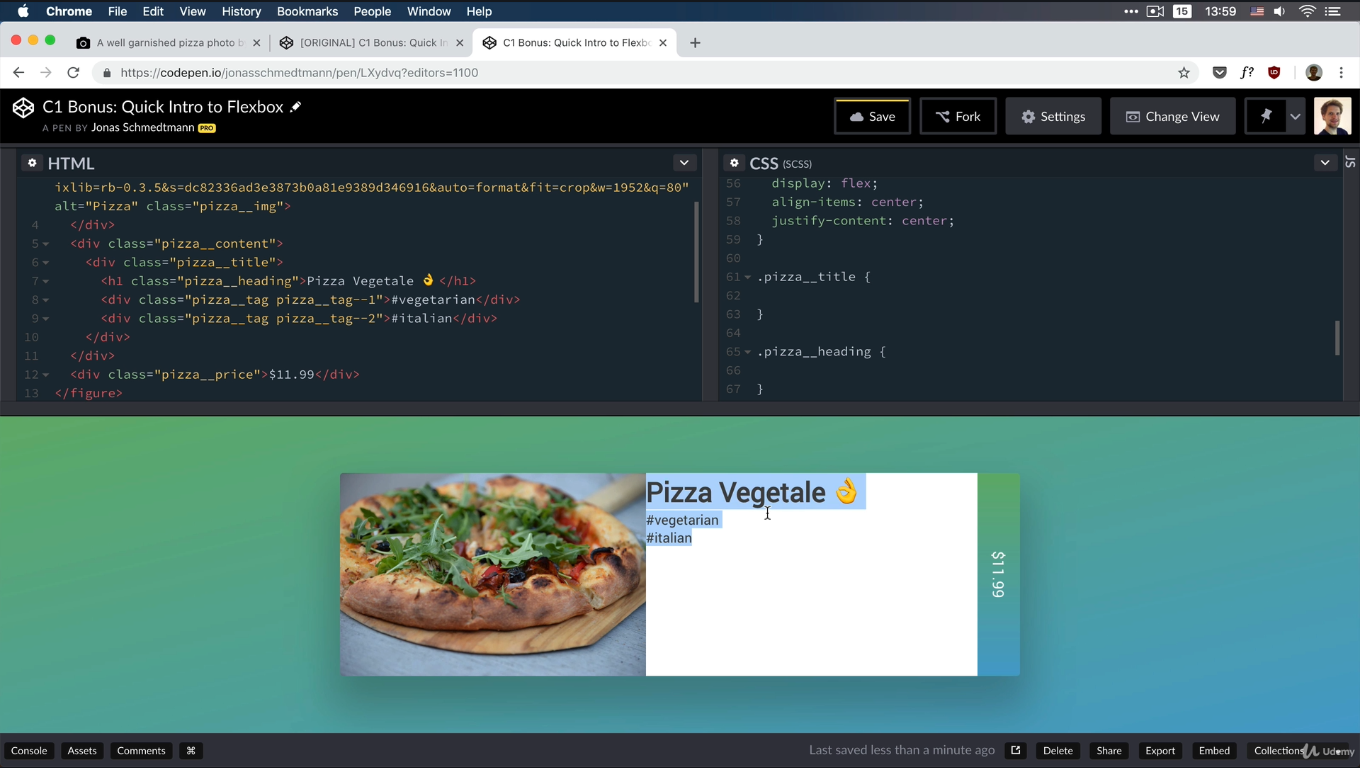 Chrome File Edit View History Bookmarks People Window Help 15 13:59
A well garnished pizza photo b [ORIGINAL] C1 Bonus: Quick In C1 Bonus: Quick Intro to Flexbo
https://codepen.io/jonasschmedtmann/pen/LXydvq?editors=1100 f?
C1 Bonus: Quick Intro to Flexbox
A PEN BY Jonas Schmedtmann PRO
Save Fork Settings Change View
HTML
ixlib=rb-0.3.5&s=dc82336ad3e3873b0a81e9389d346916&auto=format&fit=crop&w=1952&q=80"
alt="Pizza" class="pizza__img">
4 </div>
5 <div class="pizza__content">
6 <div class="pizza__title">
7 <h1 class="pizza__heading">Pizza Vegetale 👌</h1>
8 <div class="pizza__tag pizza__tag--1">#vegetarian</div>
9 <div class="pizza__tag pizza__tag--2">#italian</div>
10 </div>
11 </div>
12 <div class="pizza__price">$11.99</div>
13 </figure>
CSS (SCSS)
56 display: flex;
57 align-items: center;
58 justify-content: center;
59 }
60
61 .pizza__title {
62
63 }
64
65 .pizza__heading {
66
67 }
JS
Pizza Vegetale 👌
#vegetarian
#italian
$11.99
Console Assets Comments ⌘ Last saved less than a minute ago Delete Share Export Embed Collections
Udemy